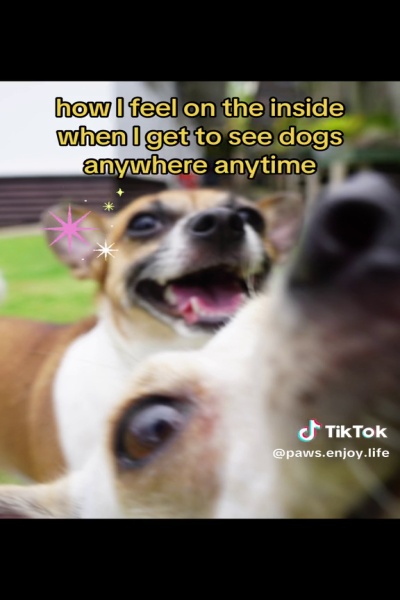 how I feel on the inside
when I get to see dogs
anywhere anytime
TikTok
@paws.enjoy.life